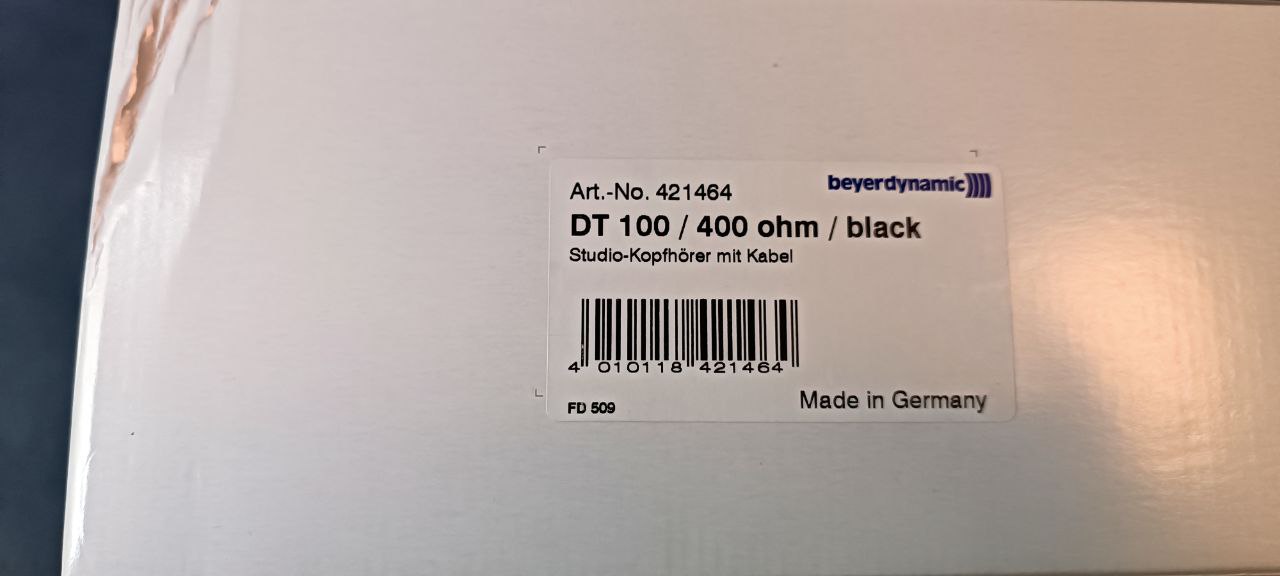 Art.-No. 421464
beyerdynamic
DT 100 / 400 ohm / black
Studio-Kopfhörer mit Kabel
4 010118 421464
FD 509
Made in Germany